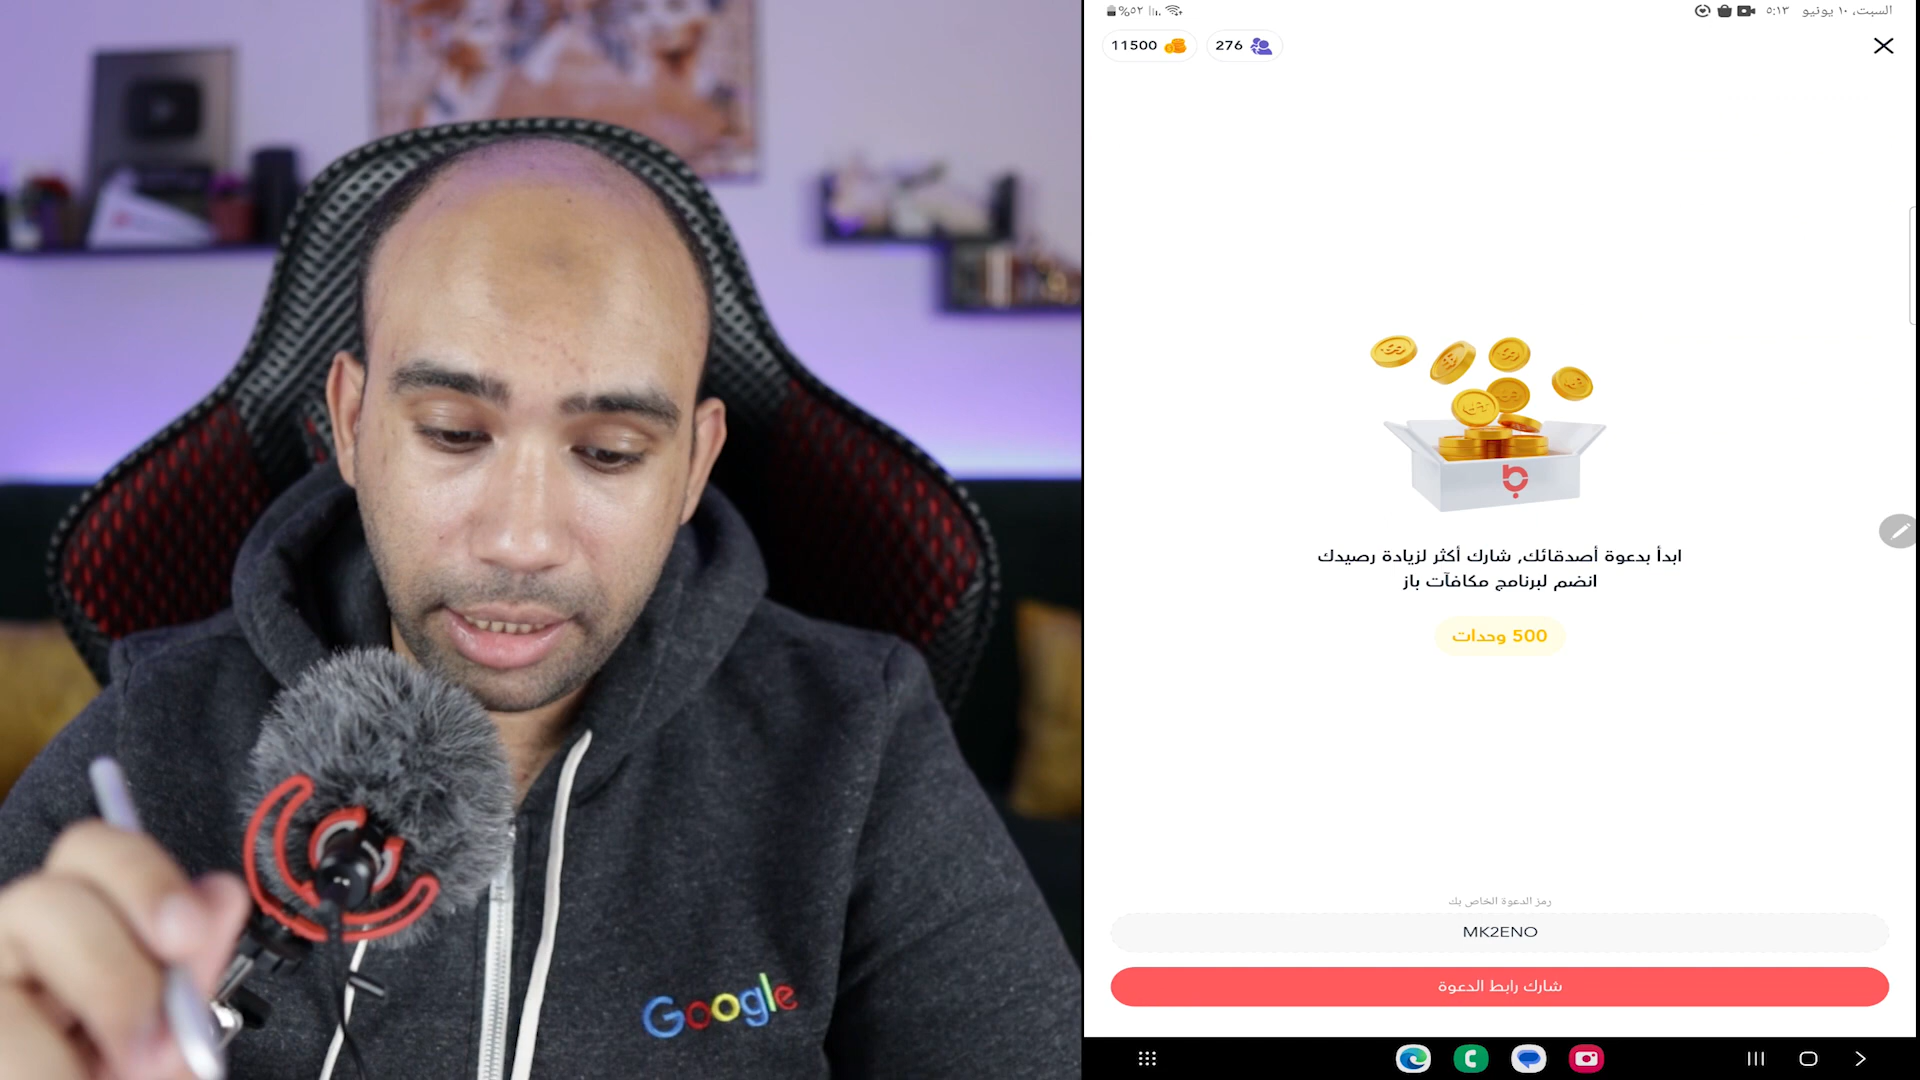 السبت، ١٠ يونيو ٥:١٣
%٥٢
11500
276
ابدأ بدعوة أصدقائك, شارك أكثر لزيادة رصيدك
انضم لبرنامج مكافآت باز
500 وحدات
رمز الدعوة الخاص بك
MK2ENO
شارك رابط الدعوة
Google